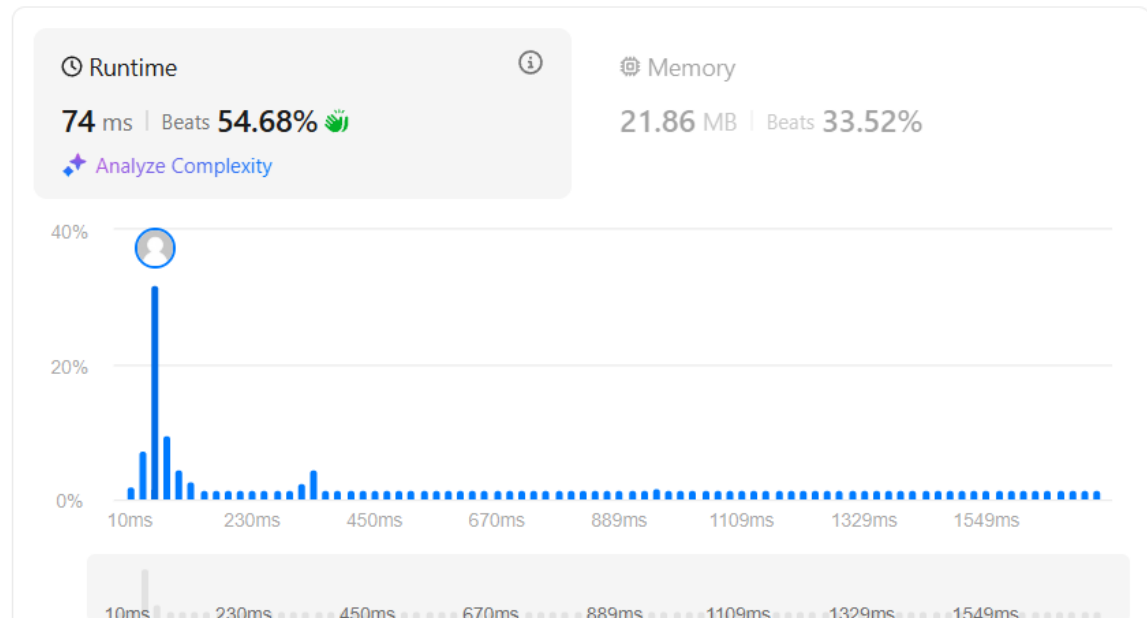 Runtime
74 ms | Beats 54.68%
Analyze Complexity
Memory
21.86 MB | Beats 33.52%
40%
20%
0%
10ms 230ms 450ms 670ms 889ms 1109ms 1329ms 1549ms
10ms 230ms 450ms 670ms 889ms 1109ms 1329ms 1549ms